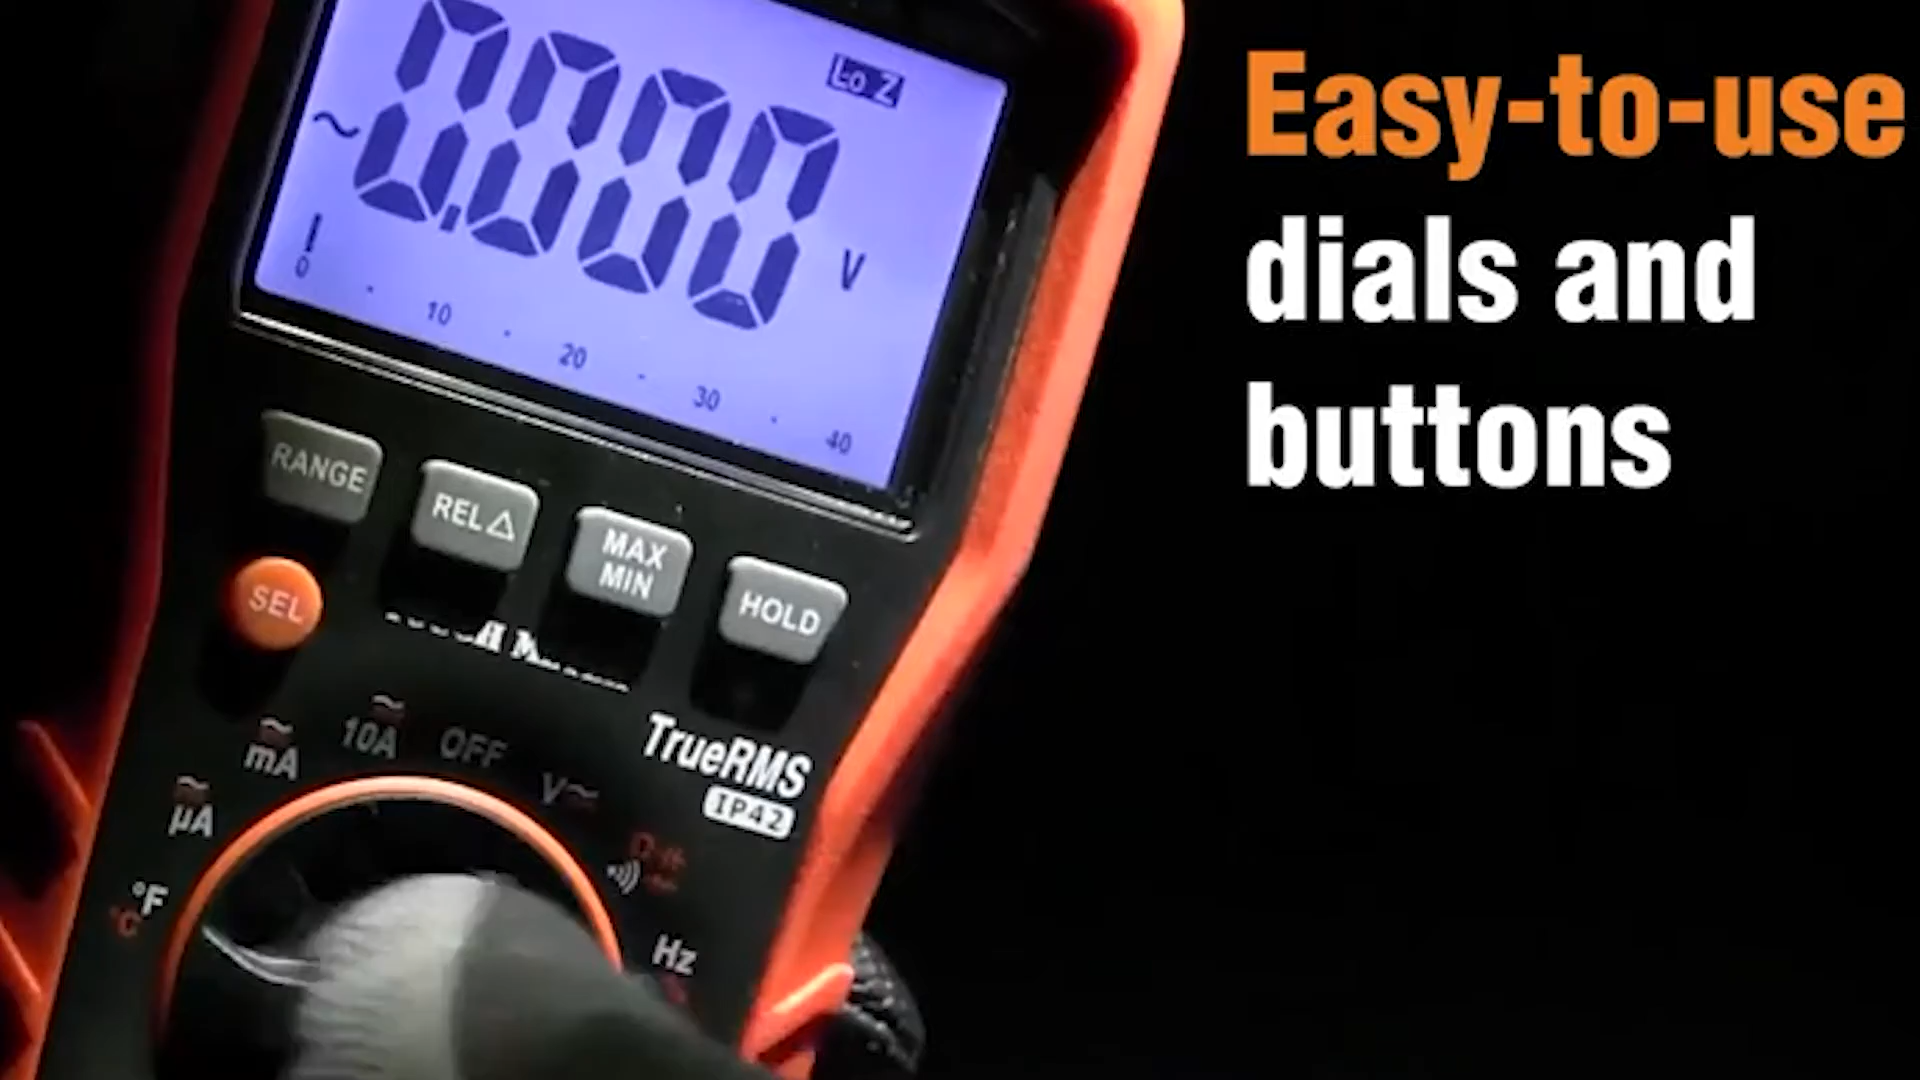 Easy-to-use
dials and
buttons
Lo Z
~0.000 V
0 10 20 30 40
RANGE
REL△
MAX
MIN
HOLD
SEL
TrueRMS
IP42
µA
mA
10A
OFF
V
°F
°C
Hz